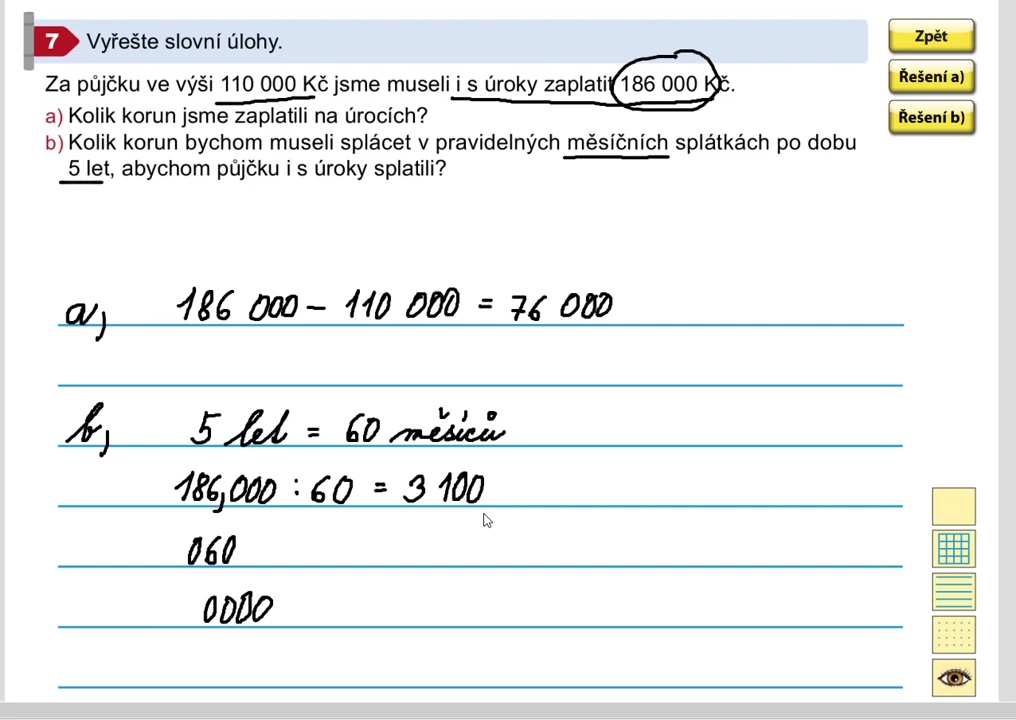 7 Vyřešte slovní úlohy.
Zpět
Za půjčku ve výši 110 000 Kč jsme museli i s úroky zaplatit 186 000 Kč.
Řešení a)
a) Kolik korun jsme zaplatili na úrocích?
Řešení b)
b) Kolik korun bychom museli splácet v pravidelných měsíčních splátkách po dobu
5 let, abychom půjčku i s úroky splatili?
a, 186 000 – 110 000 = 76 000
b, 5 let = 60 měsíců
186,000 : 60 = 3 100
060
0000